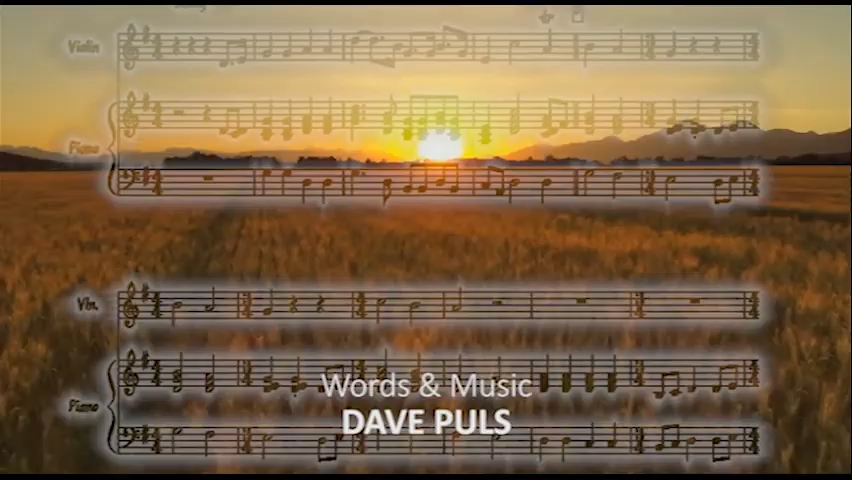 Violin
Piano
Vln.
Piano
Words & Music
DAVE PULS